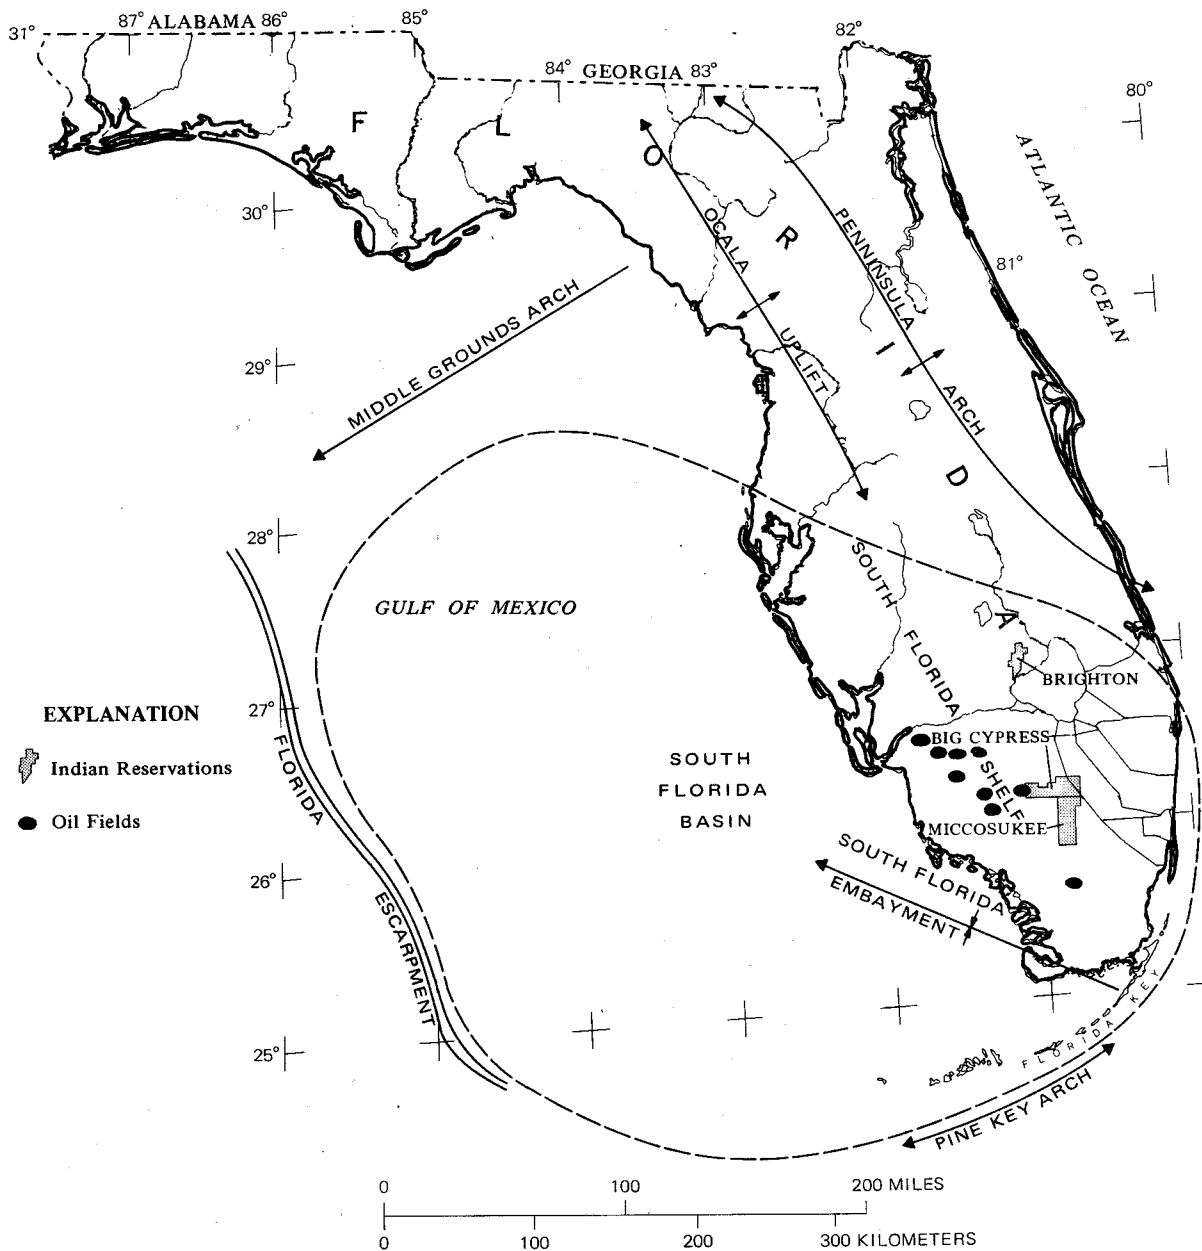 31°
87°
ALABAMA
86°
85°
84°
GEORGIA
83°
82°
80°
F L O R I D A
ATLANTIC OCEAN
30°
OCALA UPLIFT
PENNINSULA ARCH
81°
MIDDLE GROUNDS ARCH
29°
28°
GULF OF MEXICO
SOUTH FLORIDA SHELF
BRIGHTON
27°
FLORIDA ESCARPMENT
EXPLANATION
Indian Reservations
Oil Fields
BIG CYPRESS
SOUTH
FLORIDA
BASIN
MICCOSUKEE
SOUTH FLORIDA
EMBAYMENT
26°
25°
FLORIDA KEY
PINE KEY ARCH
0 100 200 MILES
0 100 200 300 KILOMETERS